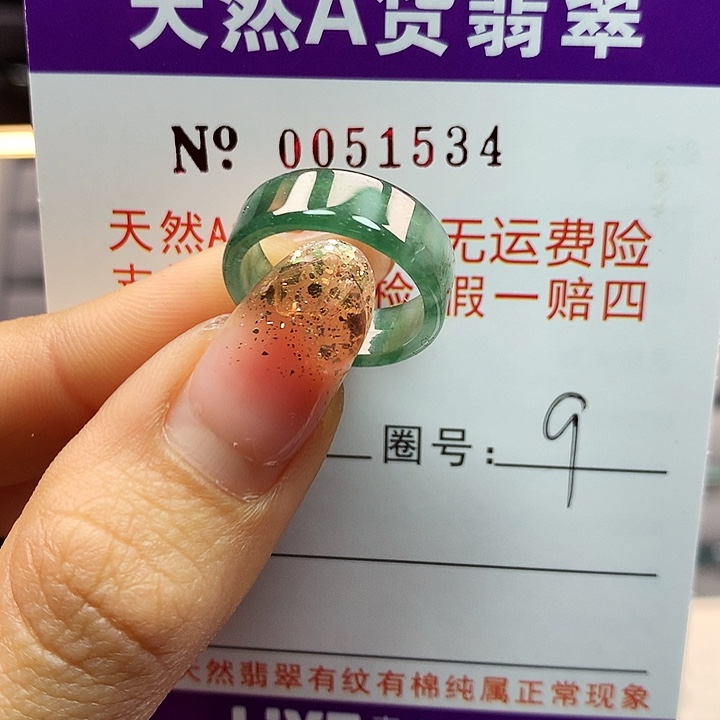 天然A货翡翠
No 0051534
天然A 无运费险
检 假一赔四
圈号: 9
天然翡翠有纹有棉纯属正常现象